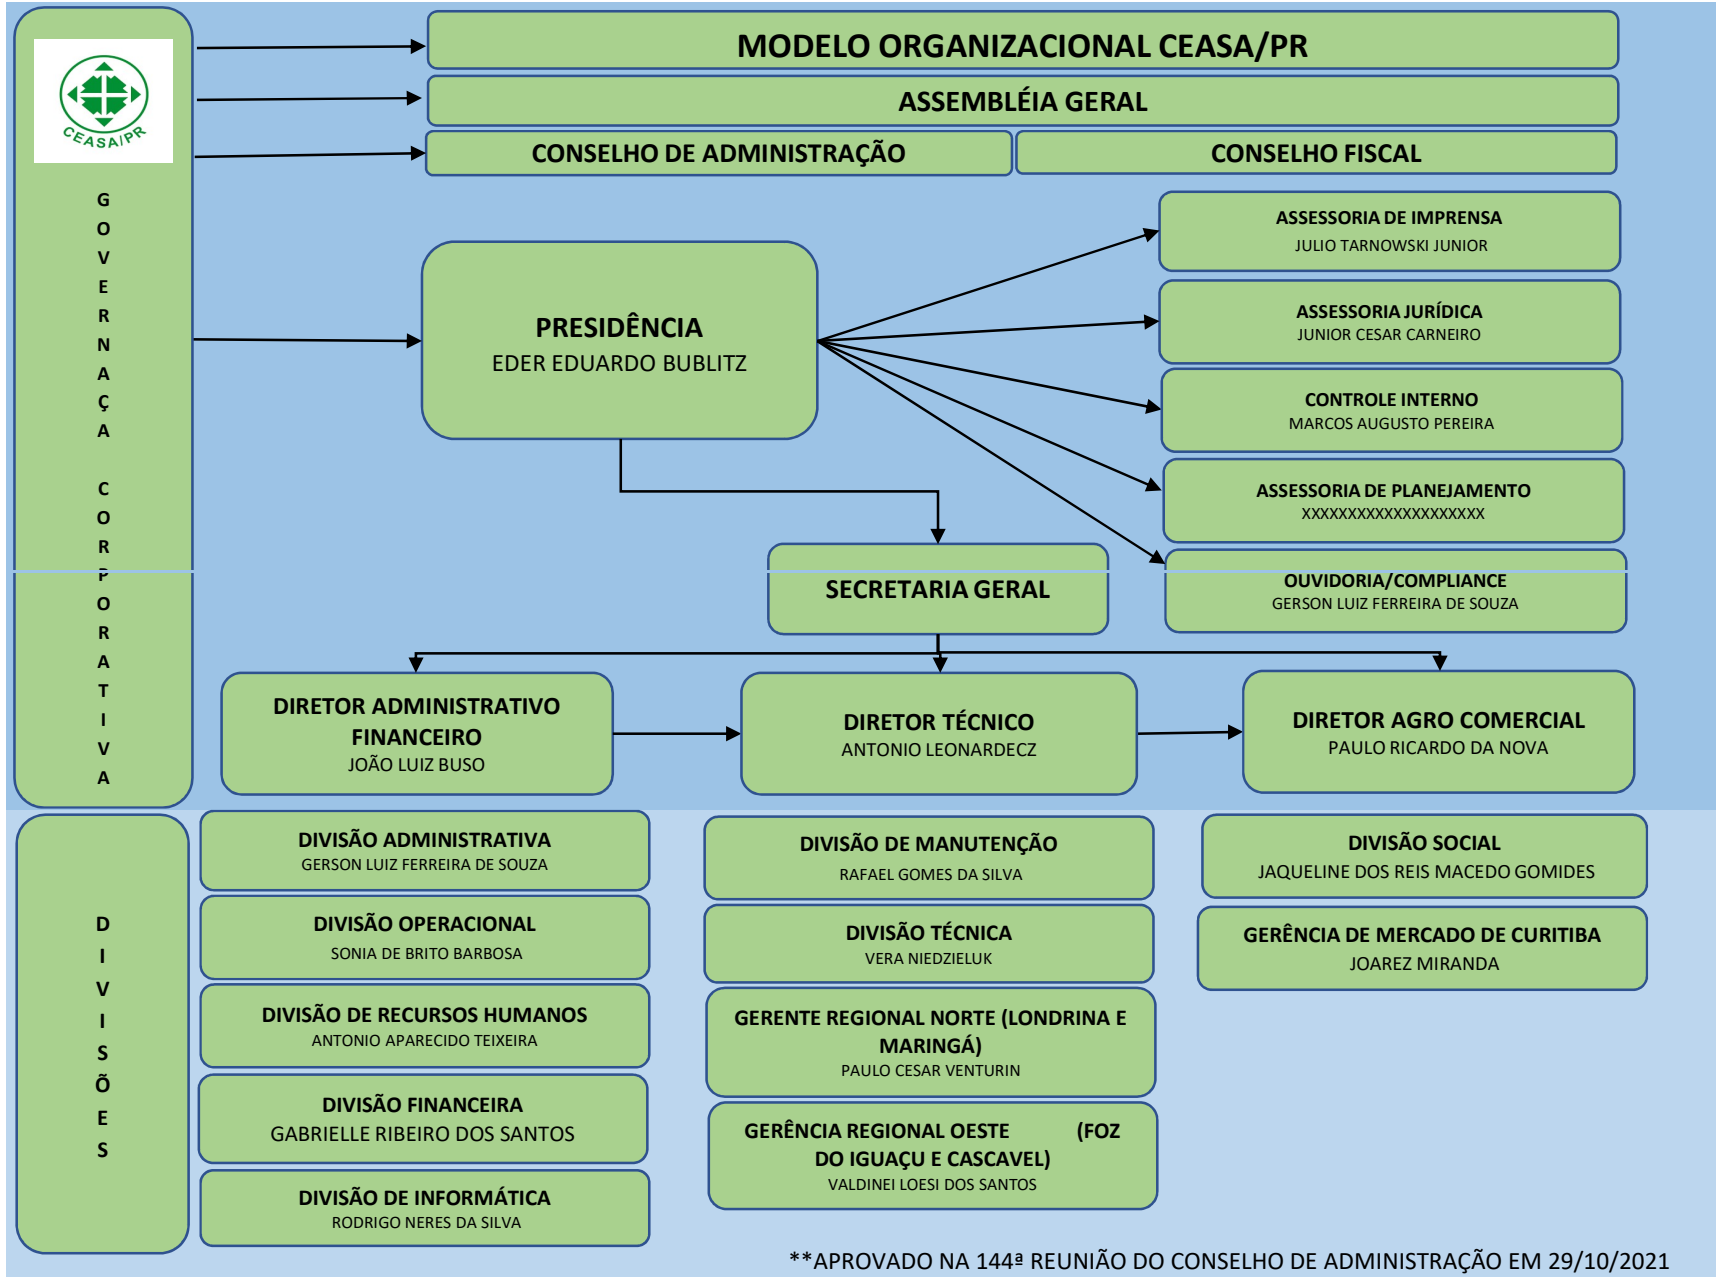 CEASA/PR
GOVERNAÇA CORPORATIVA
MODELO ORGANIZACIONAL CEASA/PR
ASSEMBLÉIA GERAL
CONSELHO DE ADMINISTRAÇÃO
CONSELHO FISCAL
PRESIDÊNCIA
EDER EDUARDO BUBLITZ
ASSESSORIA DE IMPRENSA
JULIO TARNOWSKI JUNIOR
ASSESSORIA JURÍDICA
JUNIOR CESAR CARNEIRO
CONTROLE INTERNO
MARCOS AUGUSTO PEREIRA
ASSESSORIA DE PLANEJAMENTO
XXXXXXXXXXXXXXXXXXXX
OUVIDORIA/COMPLIANCE
GERSON LUIZ FERREIRA DE SOUZA
SECRETARIA GERAL
DIRETOR ADMINISTRATIVO
FINANCEIRO
JOÃO LUIZ BUSO
DIRETOR TÉCNICO
ANTONIO LEONARDECZ
DIRETOR AGRO COMERCIAL
PAULO RICARDO DA NOVA
DIVISÕES
DIVISÃO ADMINISTRATIVA
GERSON LUIZ FERREIRA DE SOUZA
DIVISÃO OPERACIONAL
SONIA DE BRITO BARBOSA
DIVISÃO DE RECURSOS HUMANOS
ANTONIO APARECIDO TEIXEIRA
DIVISÃO FINANCEIRA
GABRIELLE RIBEIRO DOS SANTOS
DIVISÃO DE INFORMÁTICA
RODRIGO NERES DA SILVA
DIVISÃO DE MANUTENÇÃO
RAFAEL GOMES DA SILVA
DIVISÃO TÉCNICA
VERA NIEDZIELUK
GERENTE REGIONAL NORTE (LONDRINA E
MARINGÁ)
PAULO CESAR VENTURIN
GERÊNCIA REGIONAL OESTE (FOZ
DO IGUAÇU E CASCAVEL)
VALDINEI LOESI DOS SANTOS
DIVISÃO SOCIAL
JAQUELINE DOS REIS MACEDO GOMIDES
GERÊNCIA DE MERCADO DE CURITIBA
JOAREZ MIRANDA
**APROVADO NA 144ª REUNIÃO DO CONSELHO DE ADMINISTRAÇÃO EM 29/10/2021